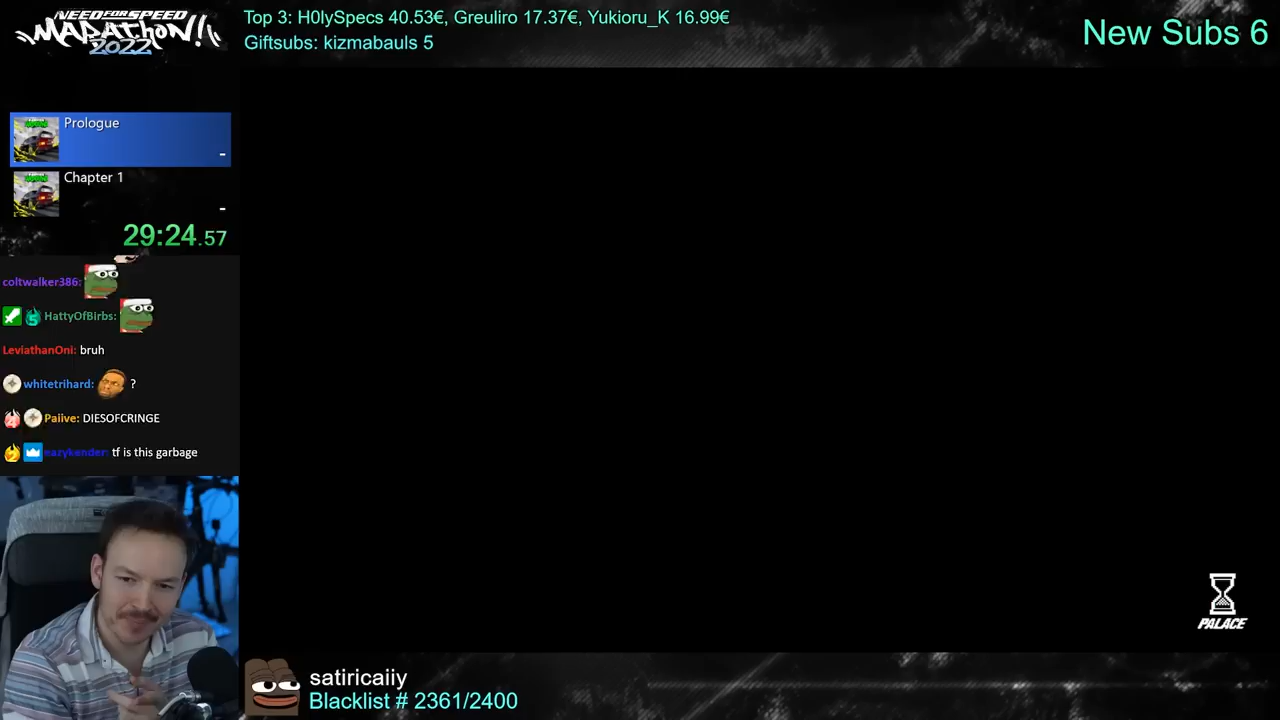 NEED FOR SPEED
MARATHON!!
2022
Top 3: H0lySpecs 40.53€, Greuliro 17.37€, Yukioru_K 16.99€
Giftsubs: kizmabauls 5
New Subs 6
Prologue
-
Chapter 1
-
29:24.57
coltwalker386:
HattyOfBirbs:
LeviathanOni: bruh
whitetrihard: ?
Paiive: DIESOFCRINGE
eazykender: tf is this garbage
PALACE
satiricaiiy
Blacklist # 2361/2400